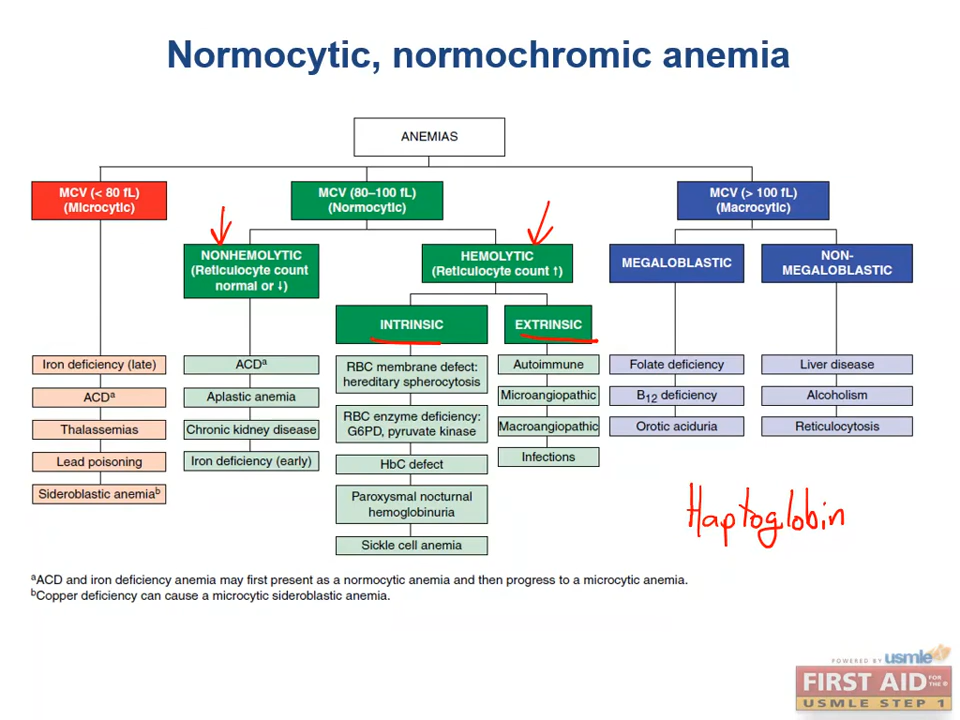 Normocytic, normochromic anemia
ANEMIAS
MCV (< 80 fL)
(Microcytic)
MCV (80–100 fL)
(Normocytic)
MCV (> 100 fL)
(Macrocytic)
NONHEMOLYTIC
(Reticulocyte count
normal or ↓)
HEMOLYTIC
(Reticulocyte count ↑)
MEGALOBLASTIC
NON-
MEGALOBLASTIC
INTRINSIC
EXTRINSIC
Iron deficiency (late)
ACDᵃ
Thalassemias
Lead poisoning
Sideroblastic anemiaᵇ
ACDᵃ
Aplastic anemia
Chronic kidney disease
Iron deficiency (early)
RBC membrane defect:
hereditary spherocytosis
RBC enzyme deficiency:
G6PD, pyruvate kinase
HbC defect
Paroxysmal nocturnal
hemoglobinuria
Sickle cell anemia
Autoimmune
Microangiopathic
Macroangiopathic
Infections
Folate deficiency
B₁₂ deficiency
Orotic aciduria
Liver disease
Alcoholism
Reticulocytosis
Haptoglobin
ᵃACD and iron deficiency anemia may first present as a normocytic anemia and then progress to a microcytic anemia.
ᵇCopper deficiency can cause a microcytic sideroblastic anemia.
POWERED BY usmle
FIRST AID FOR THE®
USMLE STEP 1